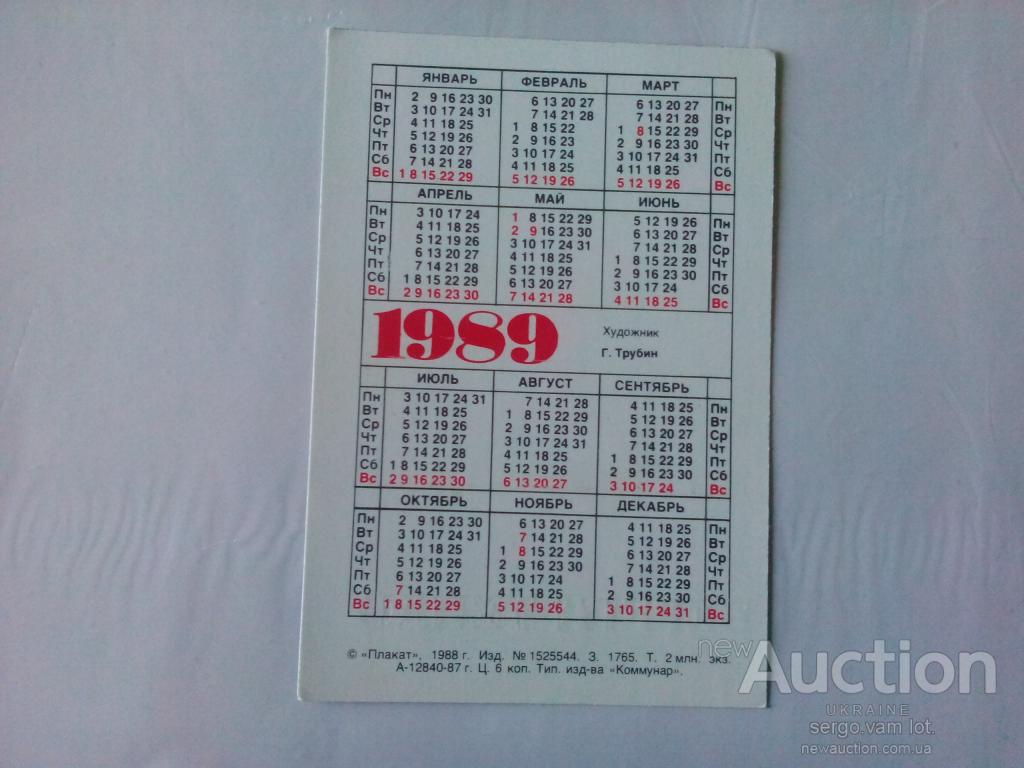 ЯНВАРЬ ФЕВРАЛЬ МАРТ
Пн 2 9 16 23 30 6 13 20 27 6 13 20 27 Пн
Вт 3 10 17 24 31 7 14 21 28 7 14 21 28 Вт
Ср 4 11 18 25 1 8 15 22 1 8 15 22 29 Ср
Чт 5 12 19 26 2 9 16 23 2 9 16 23 30 Чт
Пт 6 13 20 27 3 10 17 24 3 10 17 24 31 Пт
Сб 7 14 21 28 4 11 18 25 4 11 18 25 Сб
Вс 1 8 15 22 29 5 12 19 26 5 12 19 26 Вс
АПРЕЛЬ МАЙ ИЮНЬ
Пн 3 10 17 24 1 8 15 22 29 5 12 19 26 Пн
Вт 4 11 18 25 2 9 16 23 30 6 13 20 27 Вт
Ср 5 12 19 26 3 10 17 24 31 7 14 21 28 Ср
Чт 6 13 20 27 4 11 18 25 1 8 15 22 29 Чт
Пт 7 14 21 28 5 12 19 26 2 9 16 23 30 Пт
Сб 1 8 15 22 29 6 13 20 27 3 10 17 24 Сб
Вс 2 9 16 23 30 7 14 21 28 4 11 18 25 Вс
1989
Художник
Г. Трубин
ИЮЛЬ АВГУСТ СЕНТЯБРЬ
Пн 3 10 17 24 31 7 14 21 28 4 11 18 25 Пн
Вт 4 11 18 25 1 8 15 22 29 5 12 19 26 Вт
Ср 5 12 19 26 2 9 16 23 30 6 13 20 27 Ср
Чт 6 13 20 27 3 10 17 24 31 7 14 21 28 Чт
Пт 7 14 21 28 4 11 18 25 1 8 15 22 29 Пт
Сб 1 8 15 22 29 5 12 19 26 2 9 16 23 30 Сб
Вс 2 9 16 23 30 6 13 20 27 3 10 17 24 Вс
ОКТЯБРЬ НОЯБРЬ ДЕКАБРЬ
Пн 2 9 16 23 30 6 13 20 27 4 11 18 25 Пн
Вт 3 10 17 24 31 7 14 21 28 5 12 19 26 Вт
Ср 4 11 18 25 1 8 15 22 29 6 13 20 27 Ср
Чт 5 12 19 26 2 9 16 23 30 7 14 21 28 Чт
Пт 6 13 20 27 3 10 17 24 1 8 15 22 29 Пт
Сб 7 14 21 28 4 11 18 25 2 9 16 23 30 Сб
Вс 1 8 15 22 29 5 12 19 26 3 10 17 24 31 Вс
© «Плакат», 1988 г. Изд. № 1525544. З. 1765. Т. 2 млн. экз.
А-12840-87 г. Ц. 6 коп. Тип. изд-ва «Коммунар».
new Auction
UKRAINE
sergo.vam lot.
newauction.com.ua